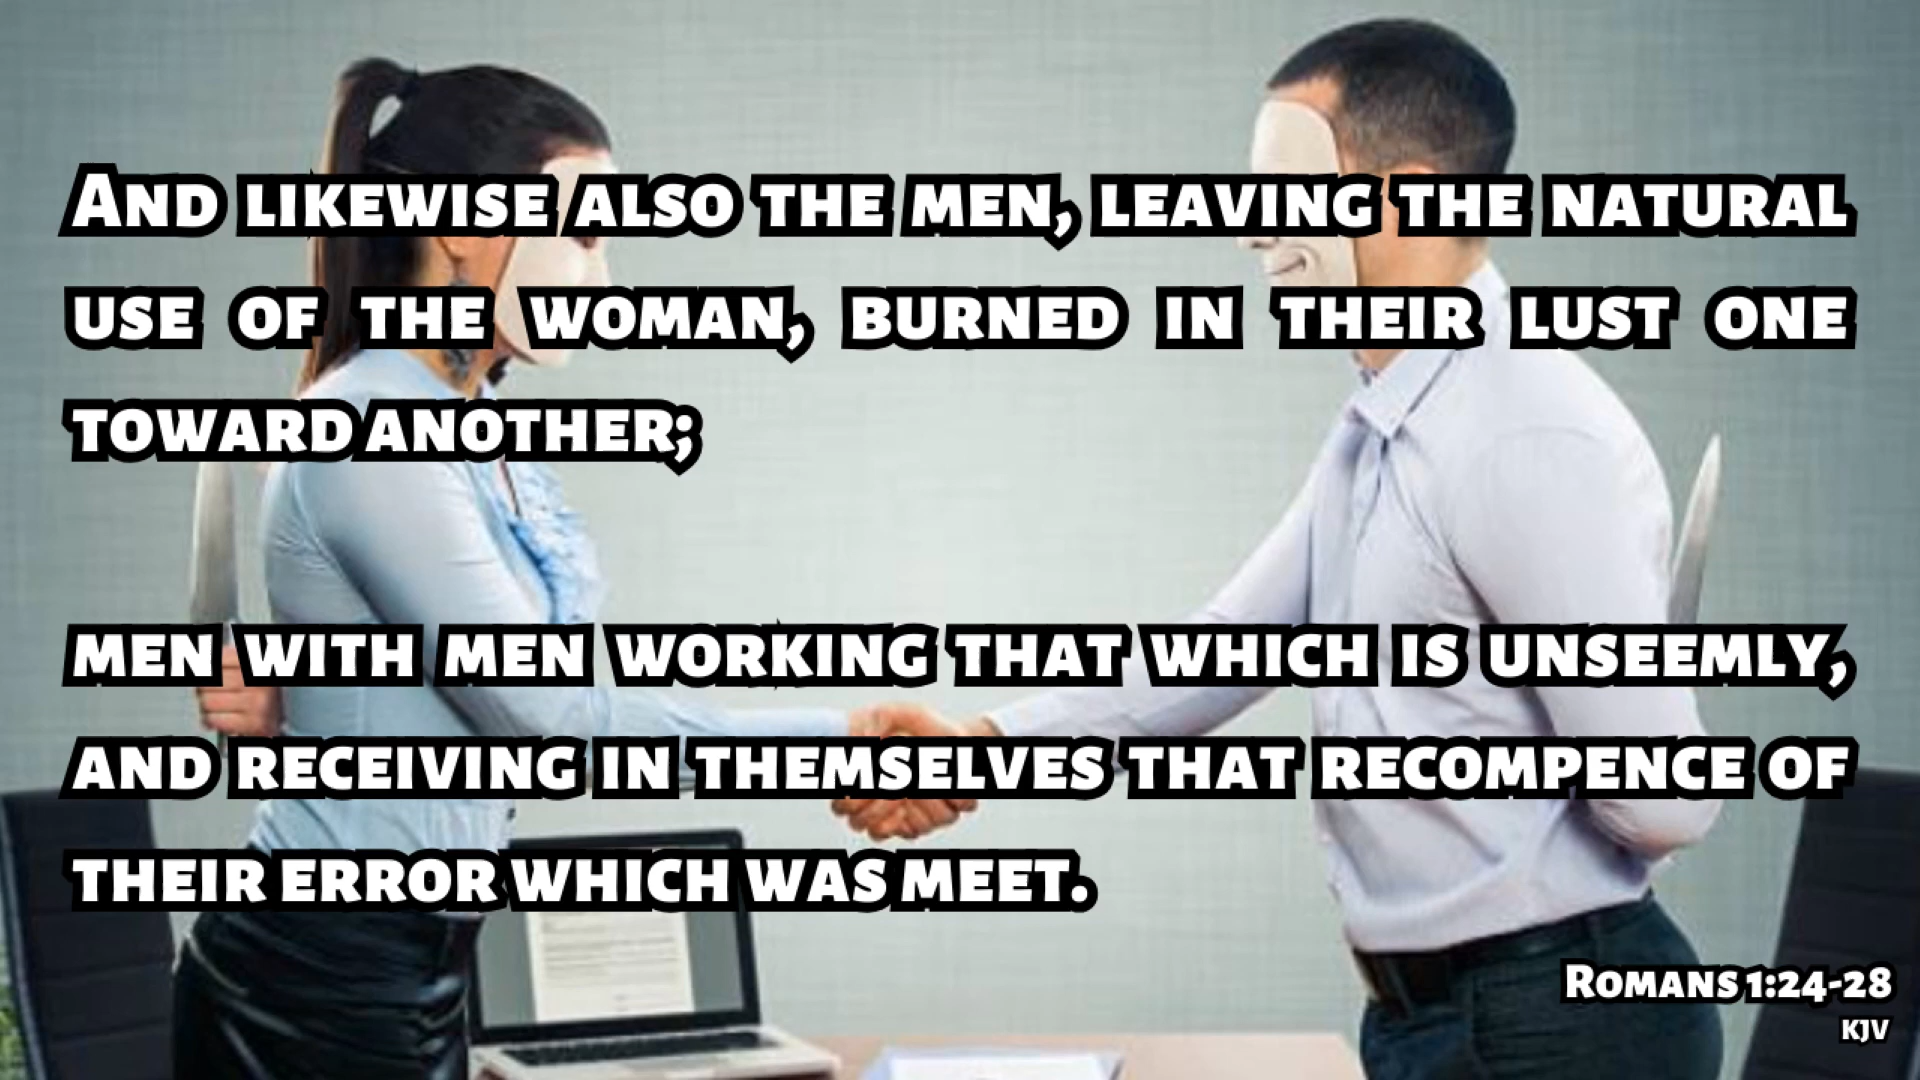 And likewise also the men, leaving the natural
use of the woman, burned in their lust one
toward another;
men with men working that which is unseemly,
and receiving in themselves that recompence of
their error which was meet.
Romans 1:24-28
KJV